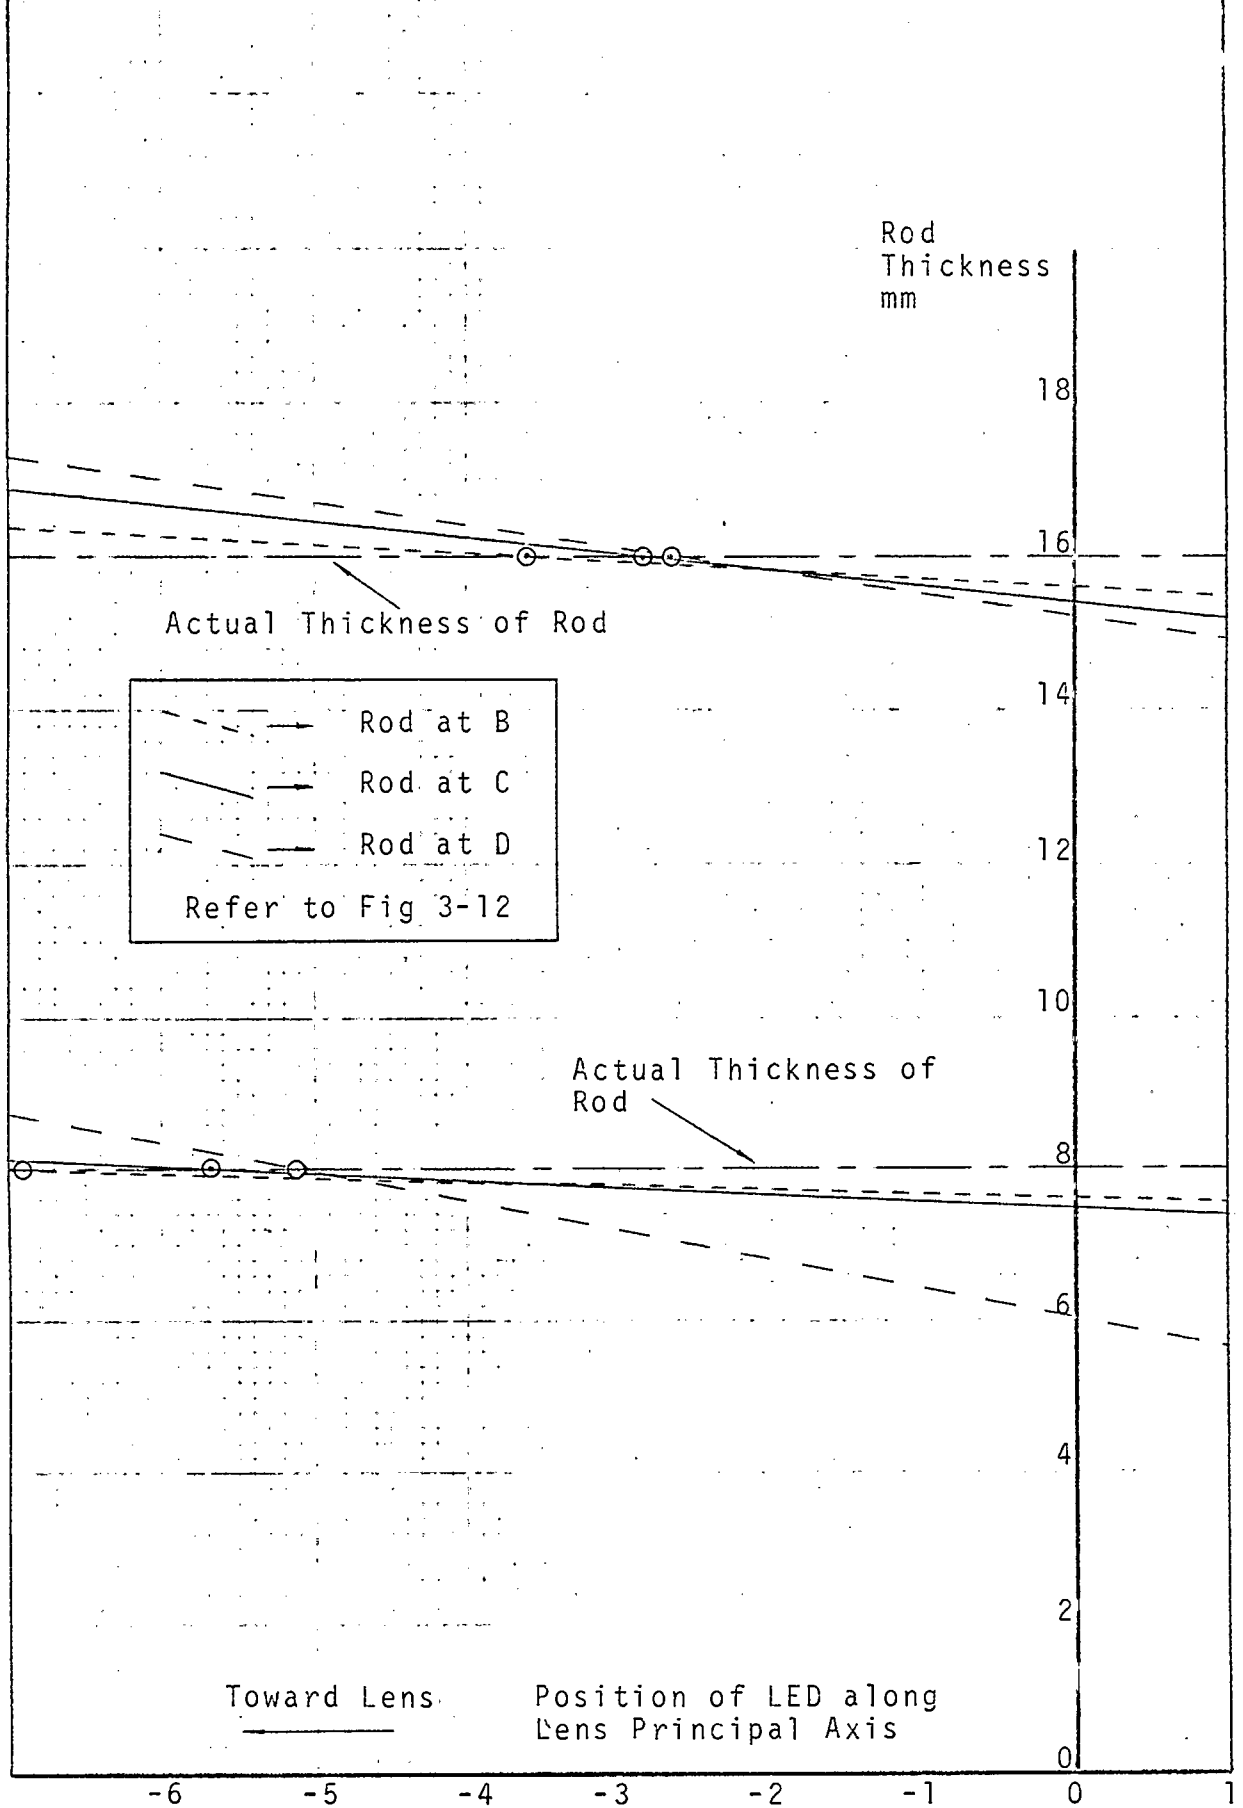 Rod
Thickness
mm
18
16
Actual Thickness of Rod
14
Rod at B
Rod at C
Rod at D
Refer to Fig 3-12
12
10
Actual Thickness of
Rod
8
6
4
2
Toward Lens
Position of LED along
Lens Principal Axis
0
-6 -5 -4 -3 -2 -1 0 1